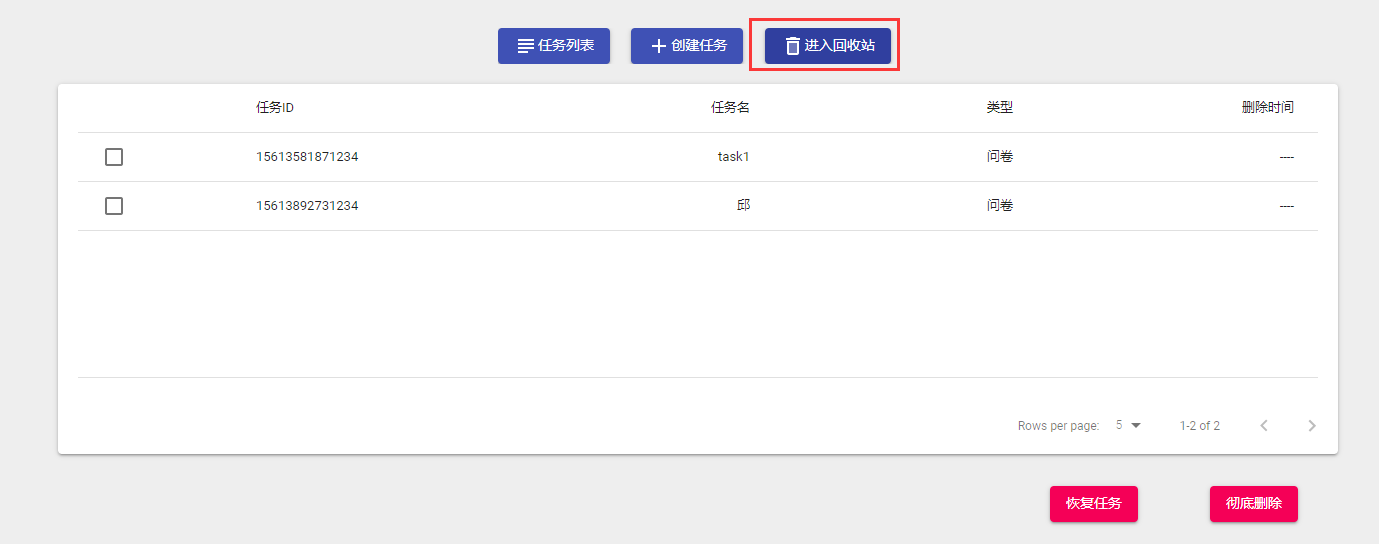 任务列表 创建任务 进入回收站
任务ID 任务名 类型 删除时间
15613581871234 task1 问卷 ----
15613892731234 邱 问卷 ----
Rows per page: 5 1-2 of 2
恢复任务 彻底删除